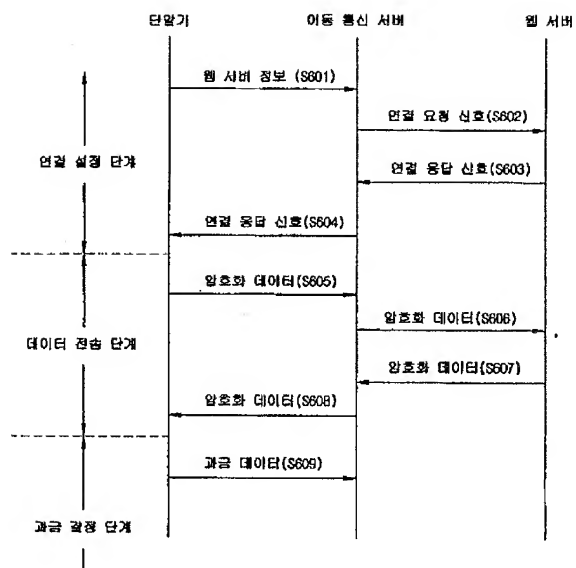 단말기 이동 통신 서버 웹 서버
웹 서버 정보 (S601)
연결 요청 신호(S602)
연결 설정 단계
연결 응답 신호(S603)
연결 응답 신호(S604)
암호화 데이터(S605)
암호화 데이터(S606)
데이터 전송 단계
암호화 데이터(S607)
암호화 데이터(S608)
과금 데이터(S609)
과금 결정 단계